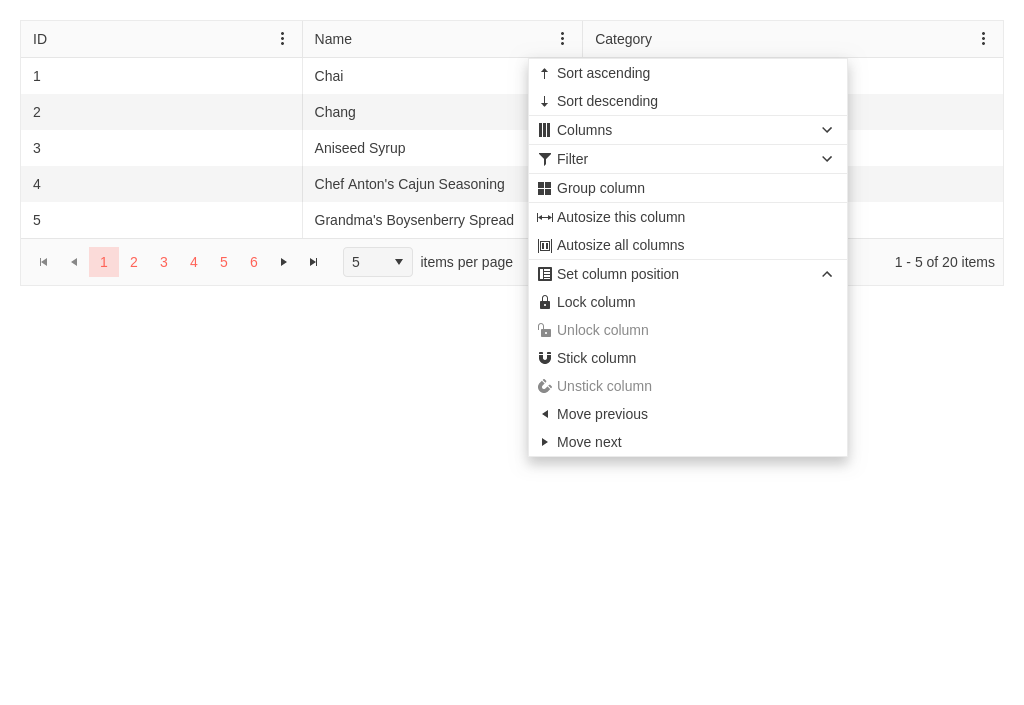 ID Name Category
1 Chai
2 Chang
3 Aniseed Syrup
4 Chef Anton's Cajun Seasoning
5 Grandma's Boysenberry Spread
1 2 3 4 5 6 5 items per page 1 - 5 of 20 items
Sort ascending
Sort descending
Columns
Filter
Group column
Autosize this column
Autosize all columns
Set column position
Lock column
Unlock column
Stick column
Unstick column
Move previous
Move next